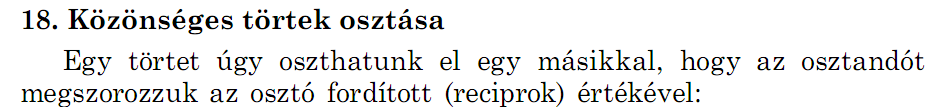 18. Közönséges törtek osztása
Egy törtet úgy oszthatunk el egy másikkal, hogy az osztandót
megszorozzuk az osztó fordított (reciprok) értékével: